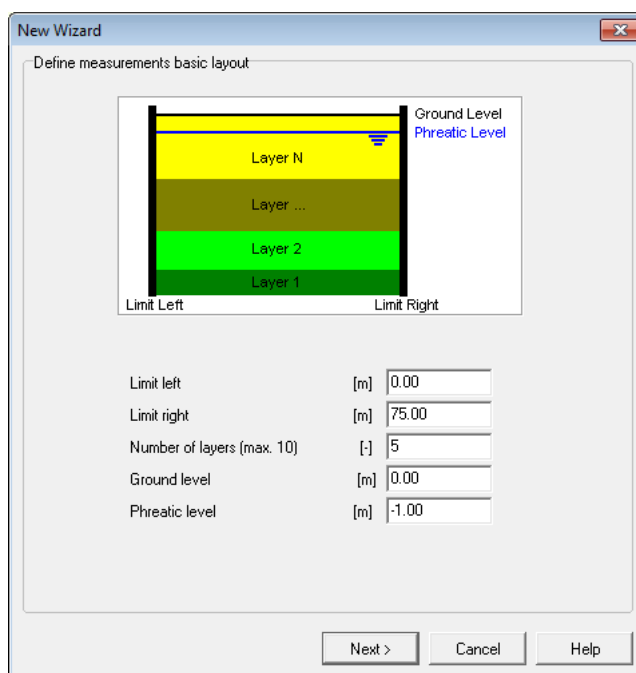 New Wizard
Define measurements basic layout
Ground Level
Phreatic Level
Layer N
Layer ...
Layer 2
Layer 1
Limit Left Limit Right
Limit left [m] 0.00
Limit right [m] 75.00
Number of layers (max. 10) [-] 5
Ground level [m] 0.00
Phreatic level [m] -1.00
Next > Cancel Help